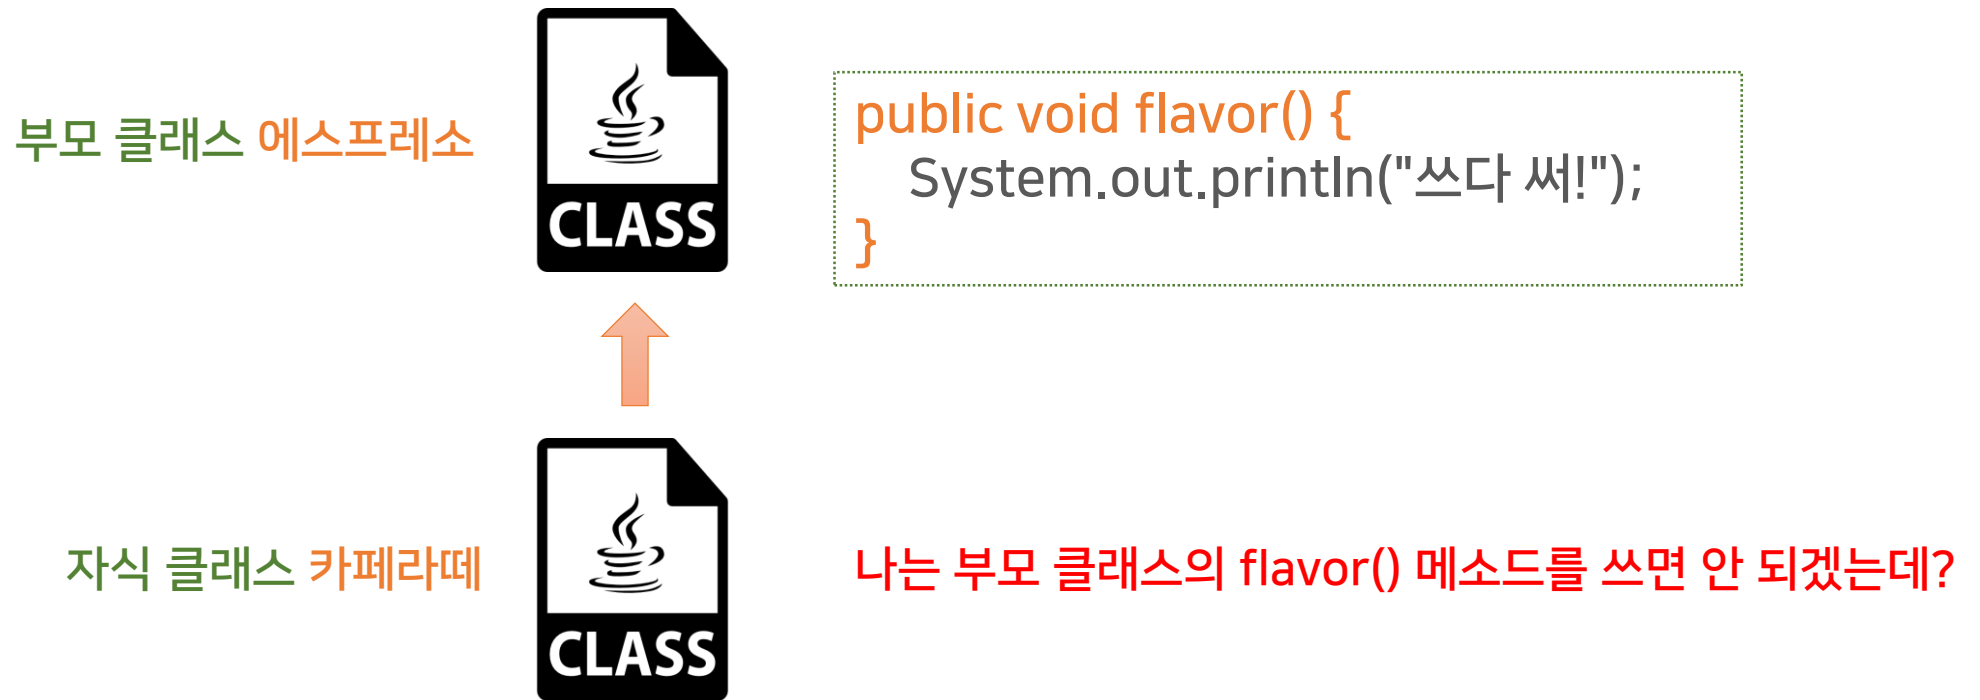 부모 클래스 에스프레소
CLASS
public void flavor() {
System.out.println("쓰다 써!");
}
자식 클래스 카페라떼
CLASS
나는 부모 클래스의 flavor() 메소드를 쓰면 안 되겠는데?